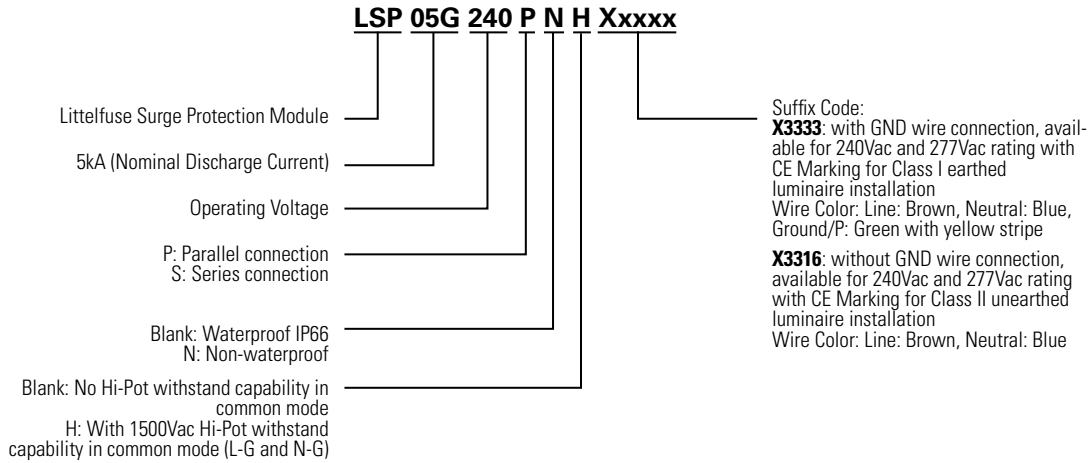 LSP 05G 240 P N H Xxxxx
Littelfuse Surge Protection Module
5kA (Nominal Discharge Current)
Operating Voltage
P: Parallel connection
S: Series connection
Blank: Waterproof IP66
N: Non-waterproof
Blank: No Hi-Pot withstand capability in
common mode
H: With 1500Vac Hi-Pot withstand
capability in common mode (L-G and N-G)
Suffix Code:
X3333: with GND wire connection, avail-
able for 240Vac and 277Vac rating with
CE Marking for Class I earthed
luminaire installation
Wire Color: Line: Brown, Neutral: Blue,
Ground/P: Green with yellow stripe
X3316: without GND wire connection,
available for 240Vac and 277Vac rating
with CE Marking for Class II unearthed
luminaire installation
Wire Color: Line: Brown, Neutral: Blue